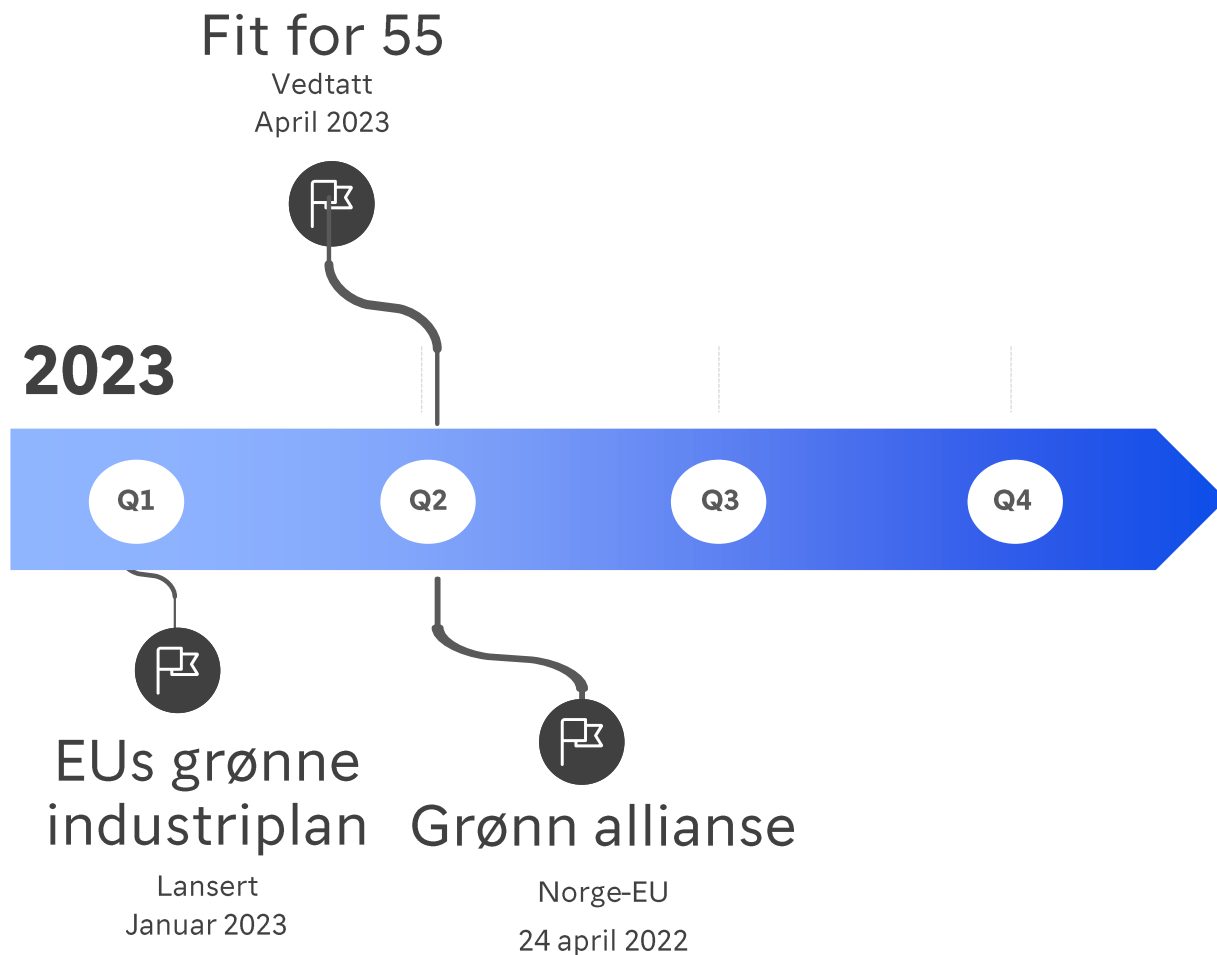 Fit for 55
Vedtatt
April 2023
2023
Q1
Q2
Q3
Q4
EUs grønne
industriplan
Lansert
Januar 2023
Grønn allianse
Norge-EU
24 april 2022